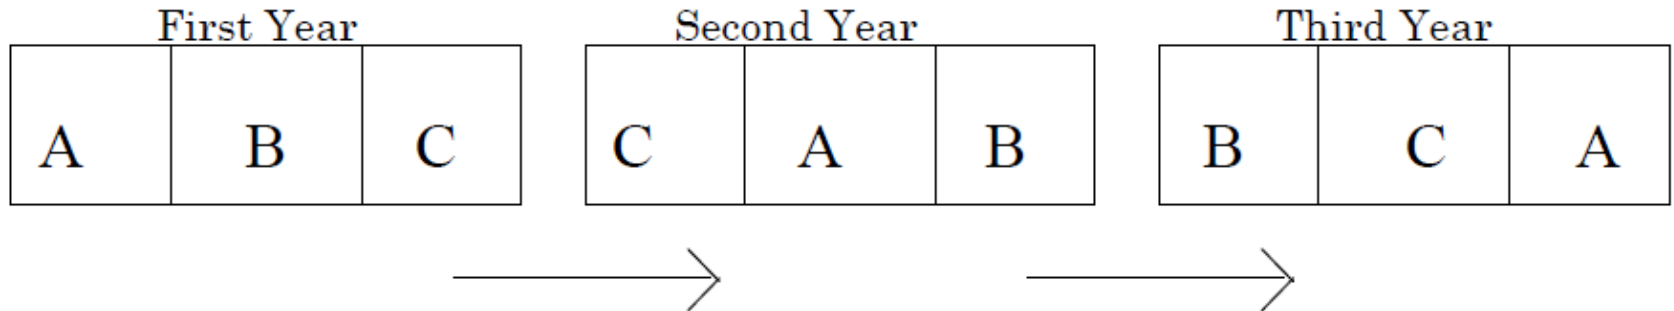 First Year Second Year Third Year
A B C C A B B C A